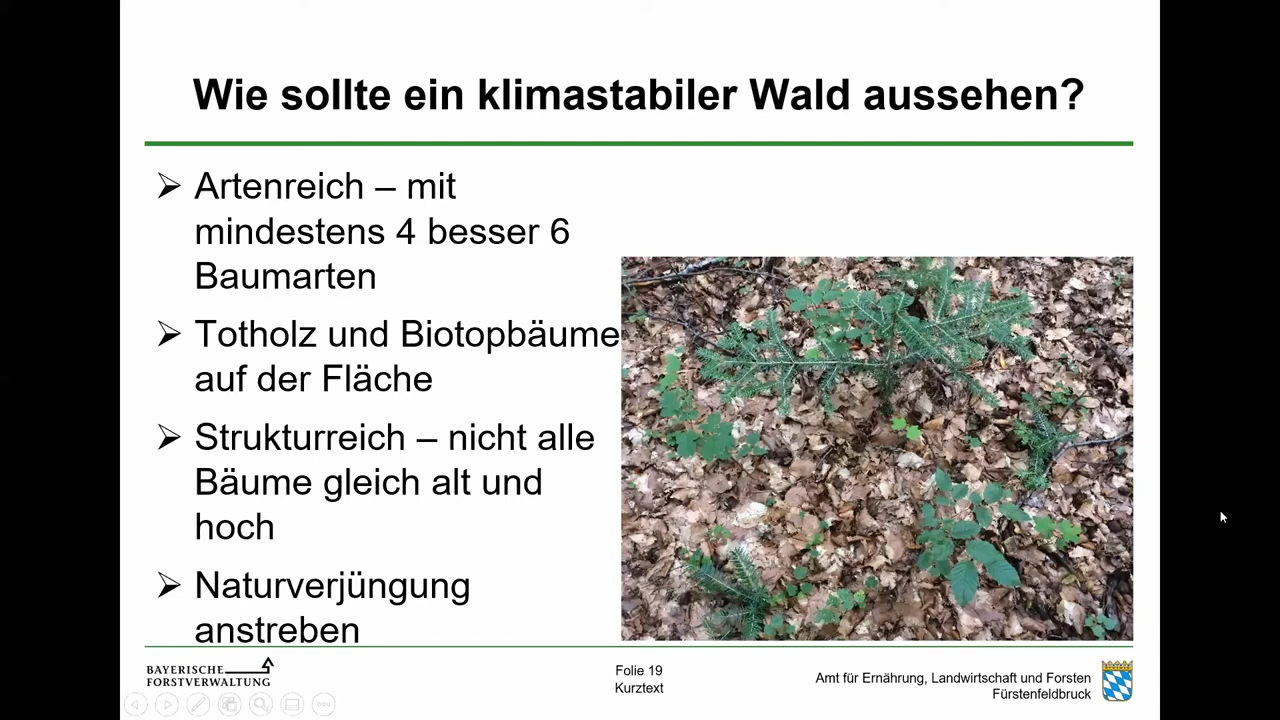 Wie sollte ein klimastabiler Wald aussehen?
Artenreich – mit
mindestens 4 besser 6
Baumarten
Totholz und Biotopbäume
auf der Fläche
Strukturreich – nicht alle
Bäume gleich alt und
hoch
Naturverjüngung
anstreben
BAYERISCHE
FORSTVERWALTUNG
Folie 19
Kurztext
Amt für Ernährung, Landwirtschaft und Forsten
Fürstenfeldbruck